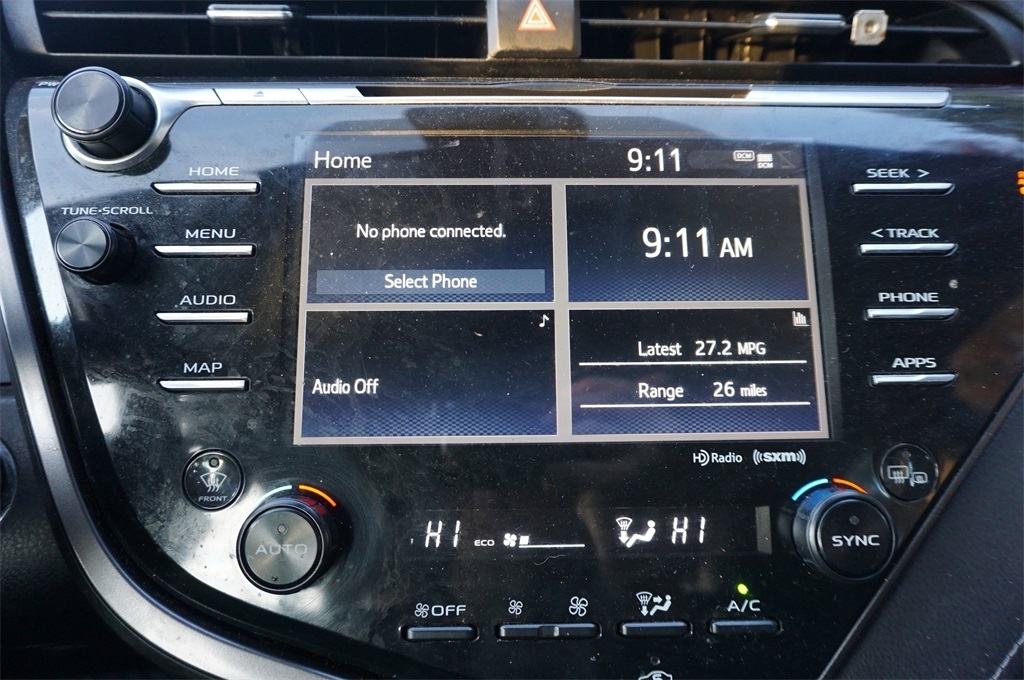 PWR
Home 9:11 DCM DCM
HOME
TUNE•SCROLL
MENU
AUDIO
MAP
No phone connected.
Select Phone
9:11 AM
Audio Off
Latest 27.2 MPG
Range 26 miles
SEEK >
< TRACK
PHONE
APPS
HD Radio ((SXM))
FRONT
AUTO
HI ECO HI
SYNC
OFF
A/C